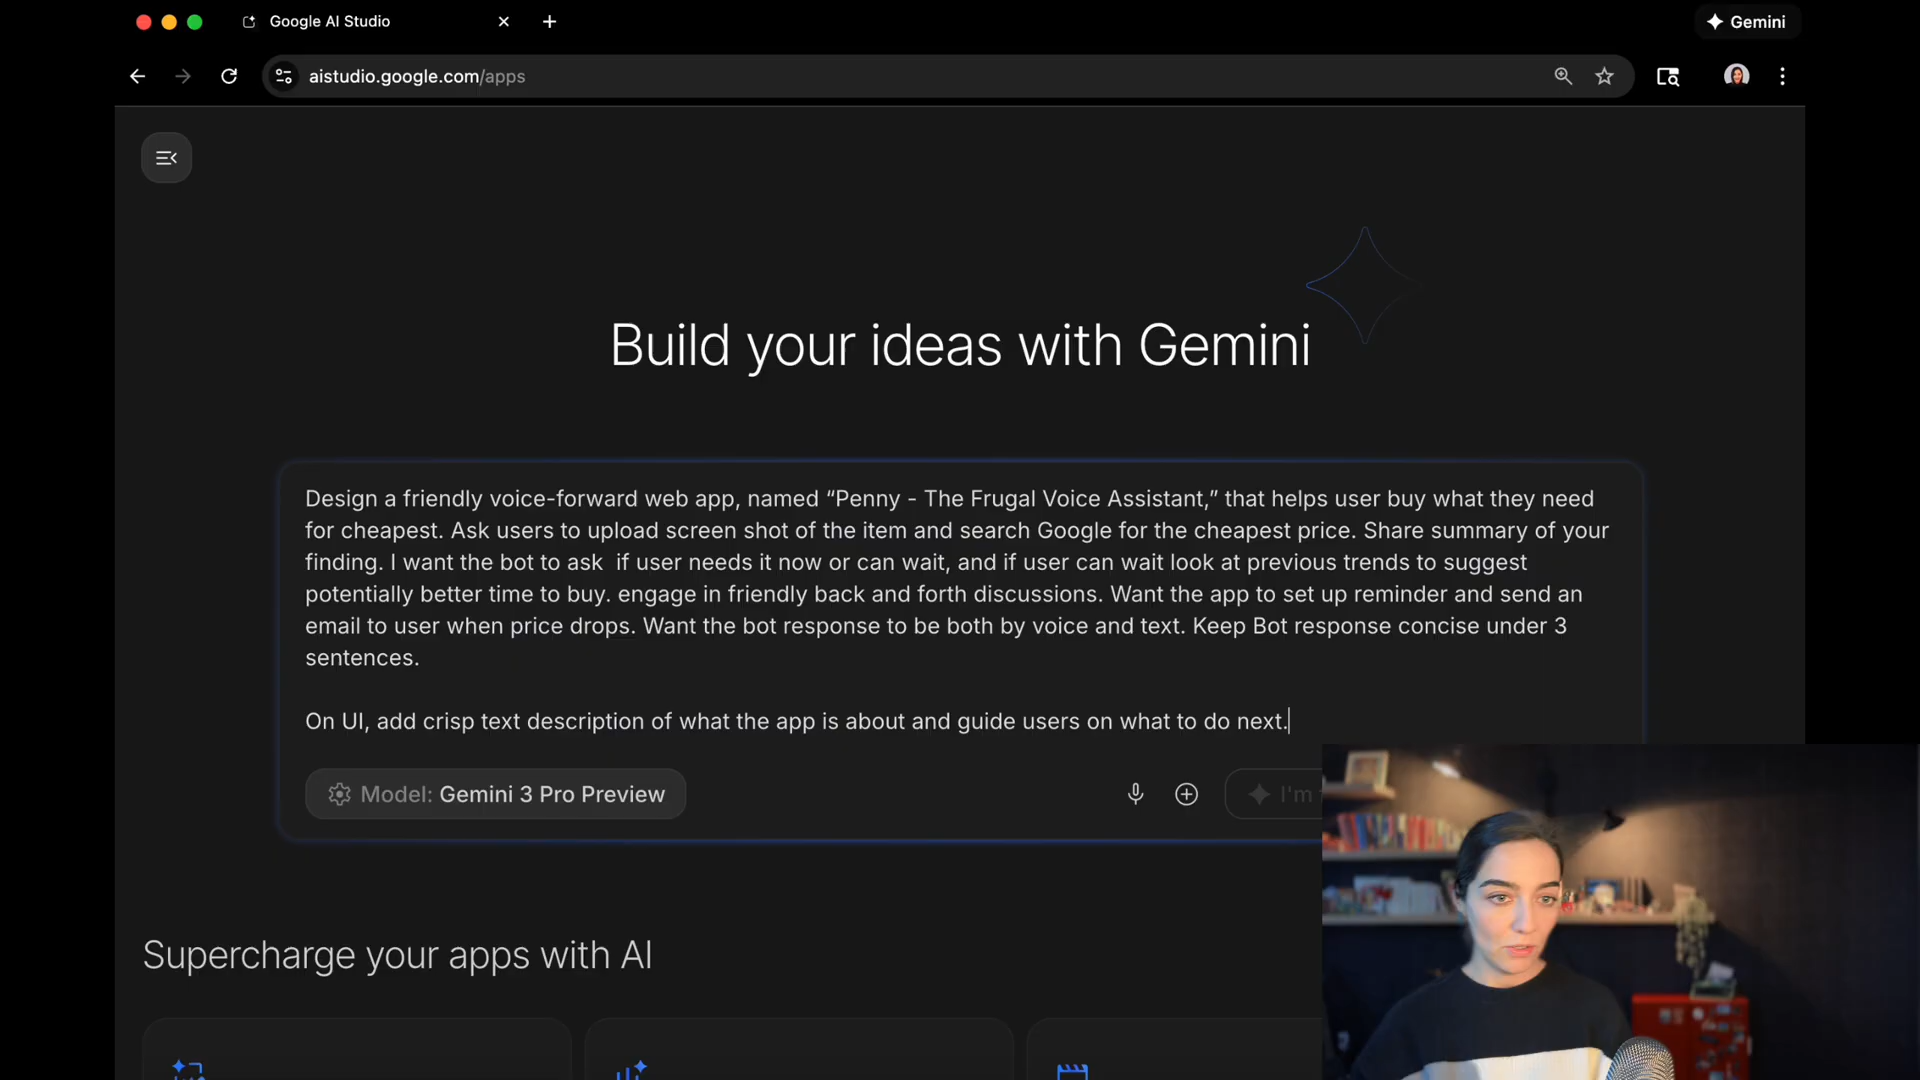 Google AI Studio
Gemini
aistudio.google.com/apps
Build your ideas with Gemini
Design a friendly voice-forward web app, named “Penny - The Frugal Voice Assistant,” that helps user buy what they need
for cheapest. Ask users to upload screen shot of the item and search Google for the cheapest price. Share summary of your
finding. I want the bot to ask  if user needs it now or can wait, and if user can wait look at previous trends to suggest
potentially better time to buy. engage in friendly back and forth discussions. Want the app to set up reminder and send an
email to user when price drops. Want the bot response to be both by voice and text. Keep Bot response concise under 3
sentences.
On UI, add crisp text description of what the app is about and guide users on what to do next.
Model: Gemini 3 Pro Preview
I'm
Supercharge your apps with AI